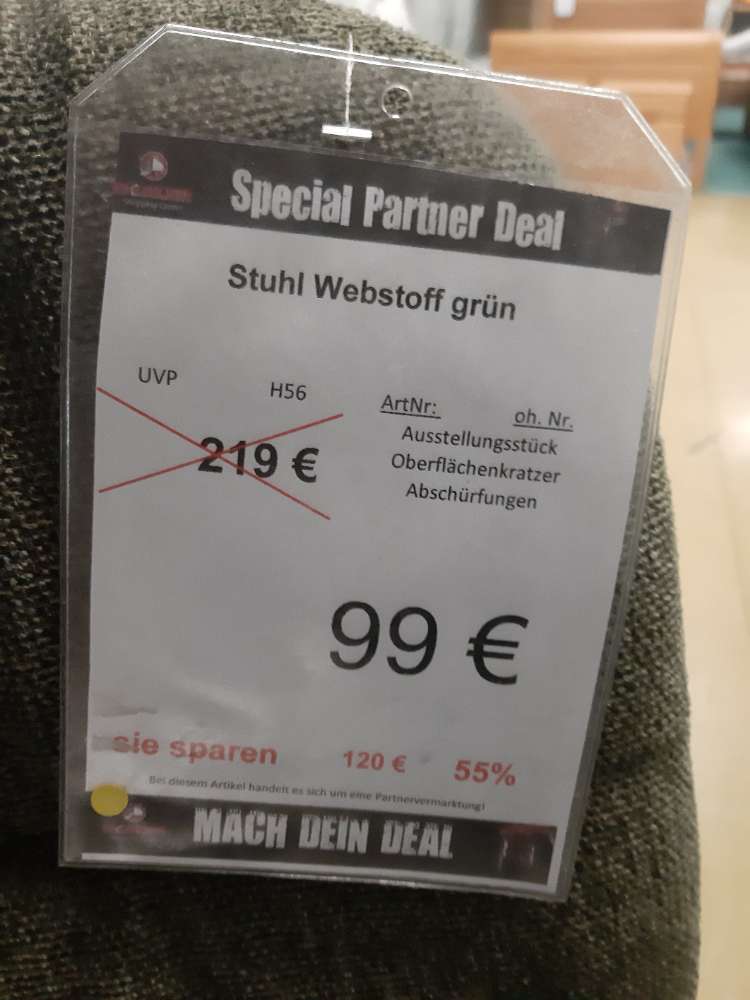 Special Partner Deal
Stuhl Webstoff grün
UVP H56
219 €
ArtNr: oh. Nr.
Ausstellungsstück
Oberflächenkratzer
Abschürfungen
99 €
sie sparen 120 € 55%
Bei diesem Artikel handelt es sich um eine Partnervermarktung!
MACH DEIN DEAL